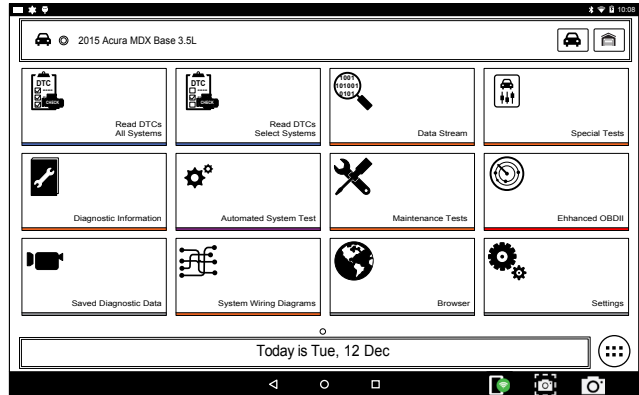 10:08
2015 Acura MDX Base 3.5L
DTC
CHECK
Read DTCs
All Systems
DTC
CHECK
Read DTCs
Select Systems
1001
101001
0101
Data Stream
Special Tests
Diagnostic Information
Automated System Test
Maintenance Tests
Ehhanced OBDII
Saved Diagnostic Data
System Wiring Diagrams
Browser
Settings
Today is Tue, 12 Dec